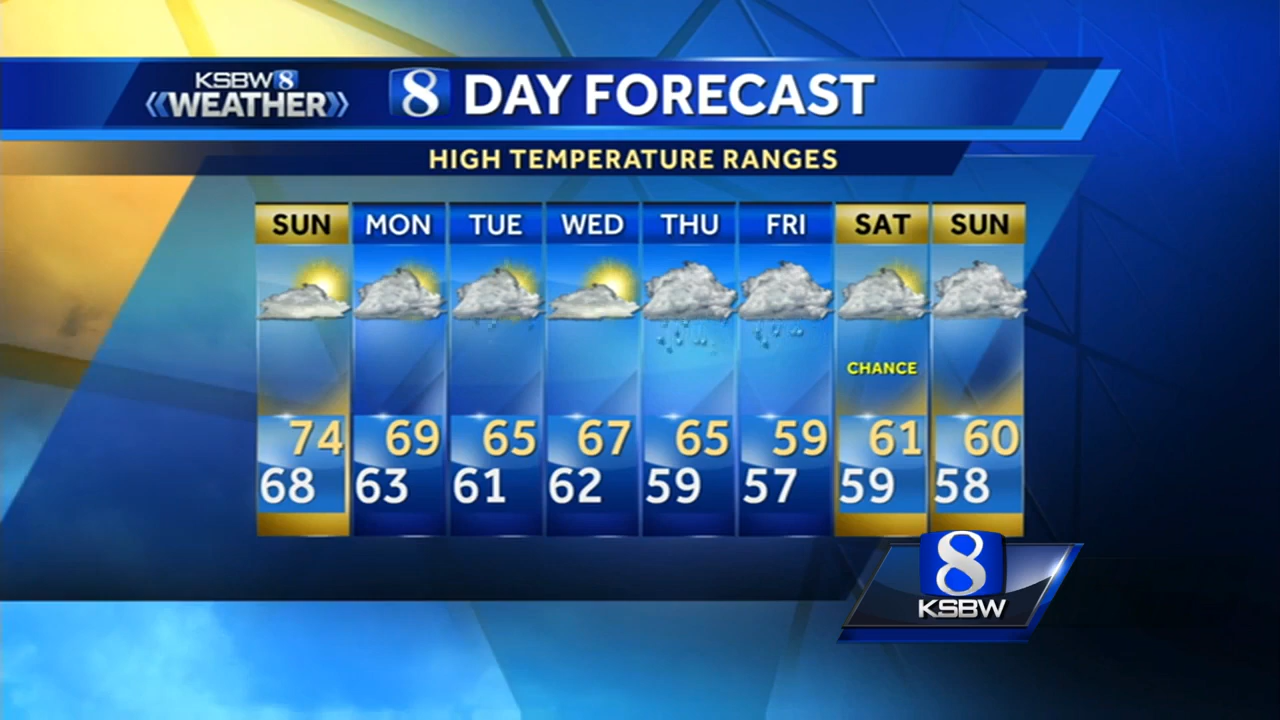 KSBW 8
WEATHER
8 DAY FORECAST
HIGH TEMPERATURE RANGES
SUN MON TUE WED THU FRI SAT SUN
CHANCE
74 69 65 67 65 59 61 60
68 63 61 62 59 57 59 58
8
KSBW